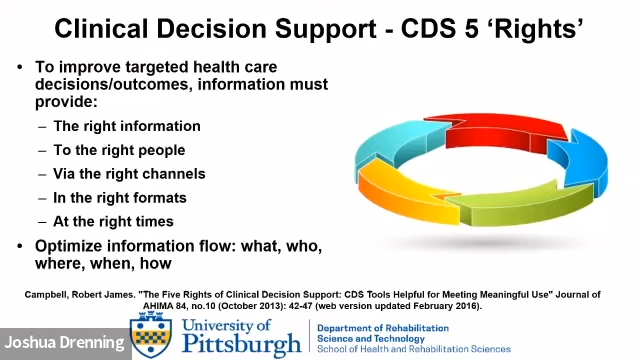 Clinical Decision Support - CDS 5 ‘Rights’
• To improve targeted health care
decisions/outcomes, information must
provide:
– The right information
– To the right people
– Via the right channels
– In the right formats
– At the right times
• Optimize information flow: what, who,
where, when, how
Campbell, Robert James. "The Five Rights of Clinical Decision Support: CDS Tools Helpful for Meeting Meaningful Use" Journal of
AHIMA 84, no.10 (October 2013): 42-47 (web version updated February 2016).
Joshua Drenning
University of
Pittsburgh
Department of Rehabilitation
Science and Technology
School of Health and Rehabilitation Sciences